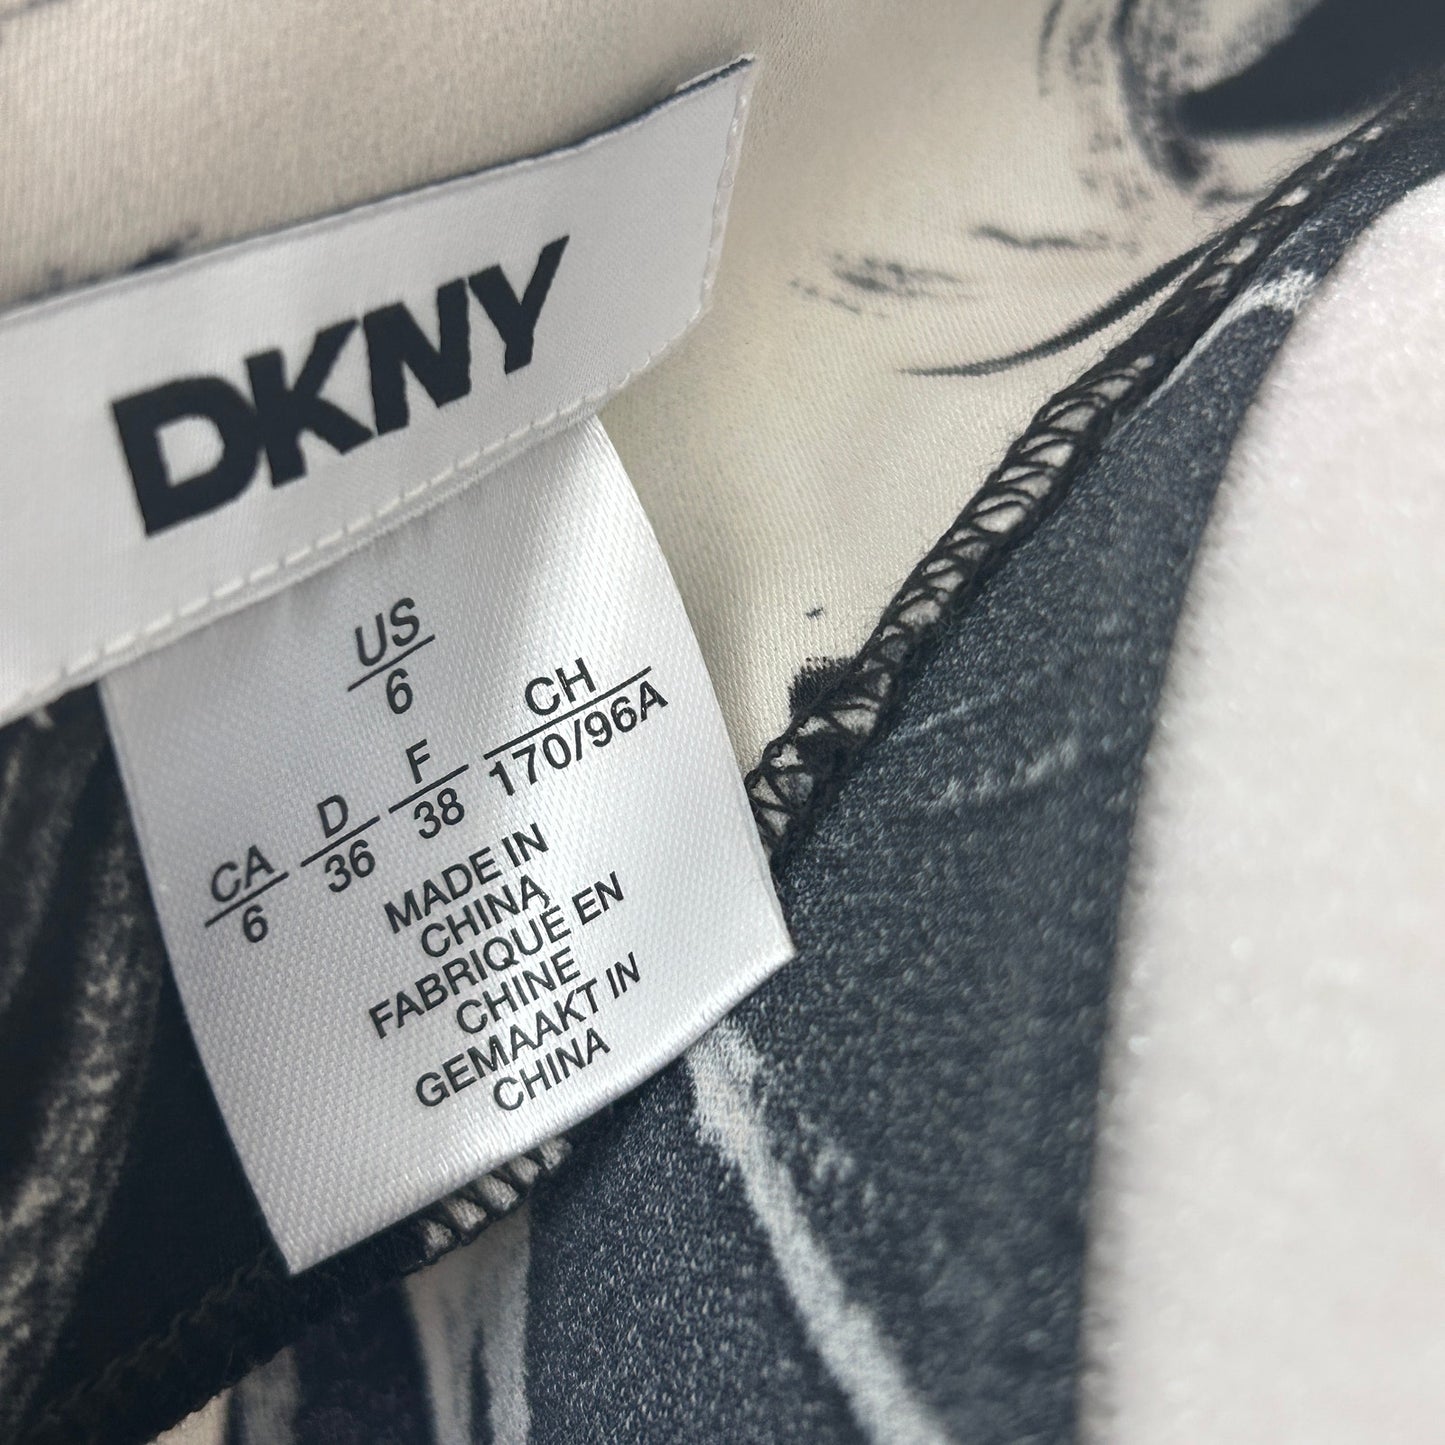 DKNY
US
6
CA D F CH
6 36 38 170/96A
MADE IN
CHINA
FABRIQUÉ EN
CHINE
GEMAAKT IN
CHINA